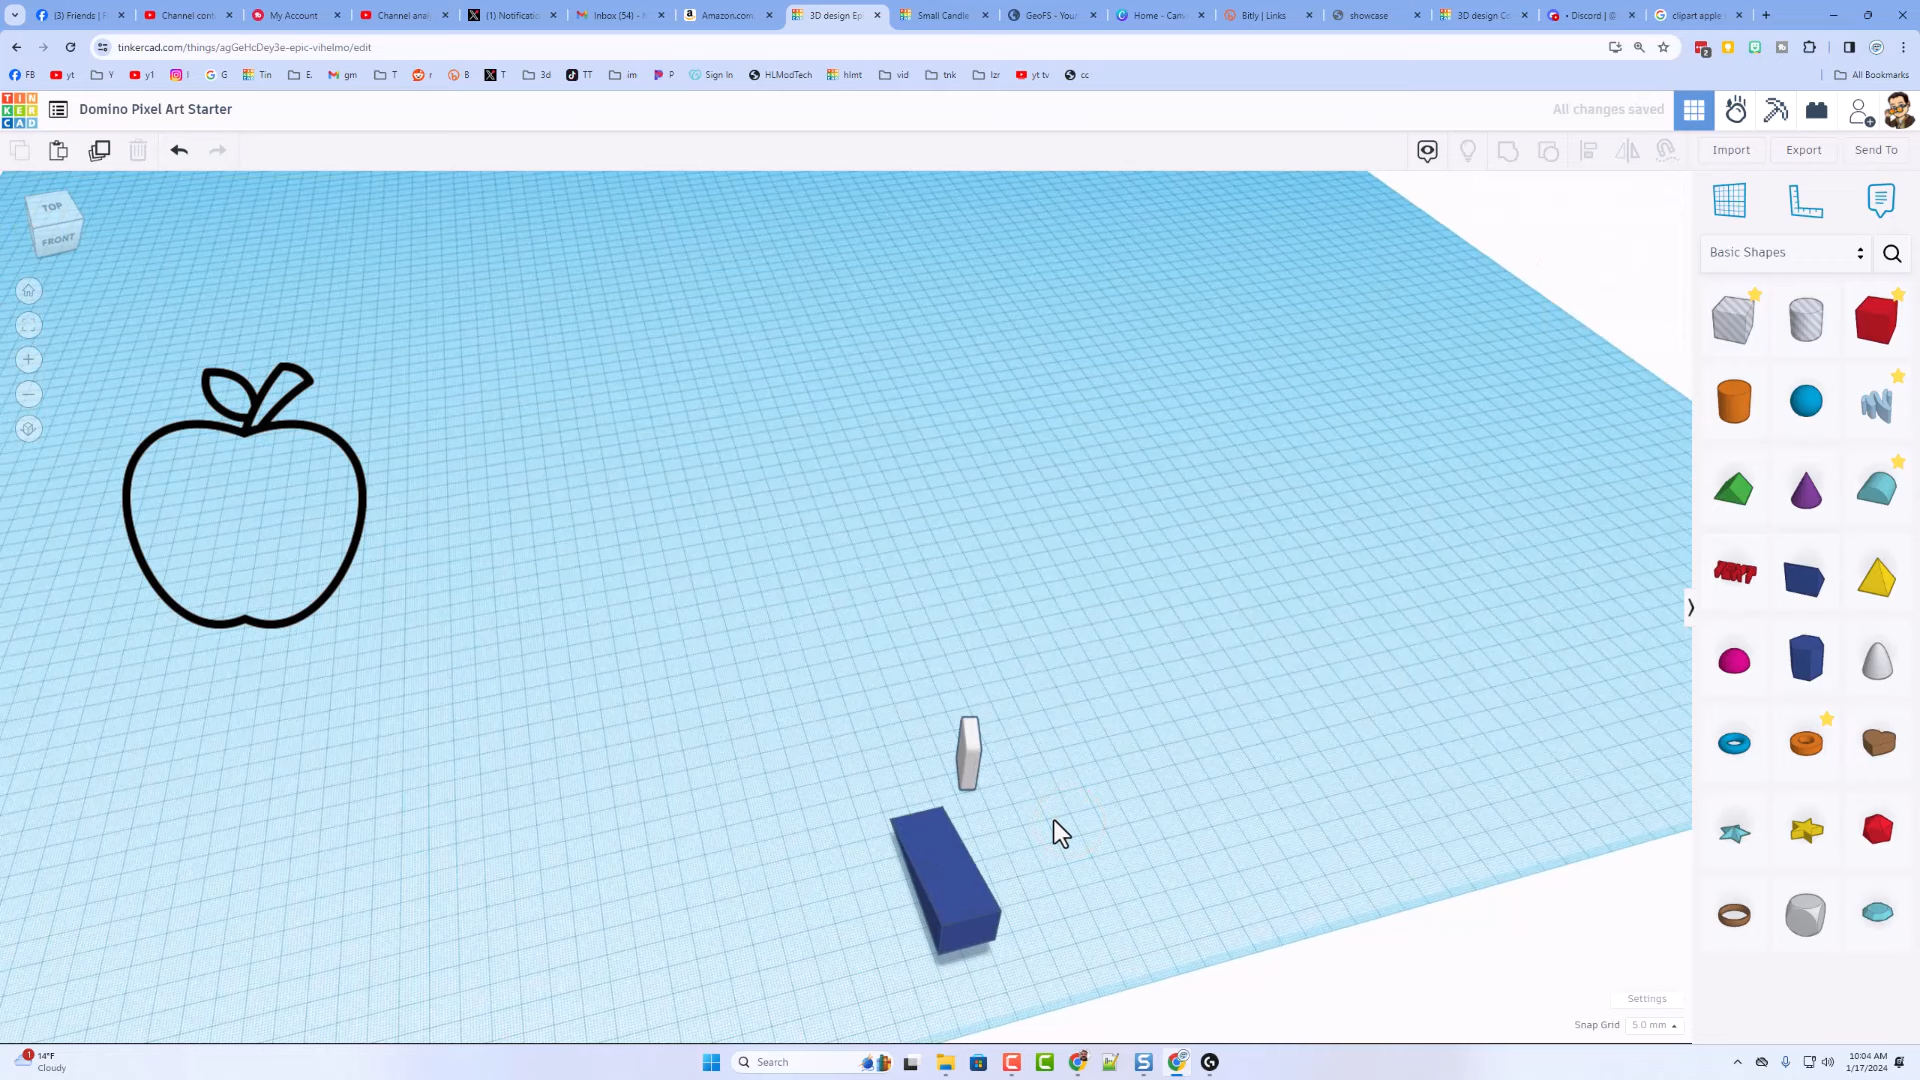 (3) Friends | F
Channel cont
My Account
Channel analy
(1) Notificatio
Inbox (54) - m
Amazon.com
3D design Ep
Small Candle
GeoFS - Your
Home - Canv
Bitly | Links
showcase
3D design Co
• Discord | @
clipart apple
tinkercad.com/things/agGeHcDey3e-epic-vihelmo/edit
2
FB
yt
Y
y1
I
G
Tin
E.
gm
T
r
B
T
3d
TT
im
P
Sign In
HLModTech
hlmt
vid
tnk
lzr
yt tv
cc
All Bookmarks
TIN
KER
CAD
Domino Pixel Art Starter
All changes saved
Import
Export
Send To
TOP
FRONT
Basic Shapes
TEXT
Settings
Snap Grid
5.0 mm
1
14°F
Cloudy
Search
10:04 AM
1/17/2024